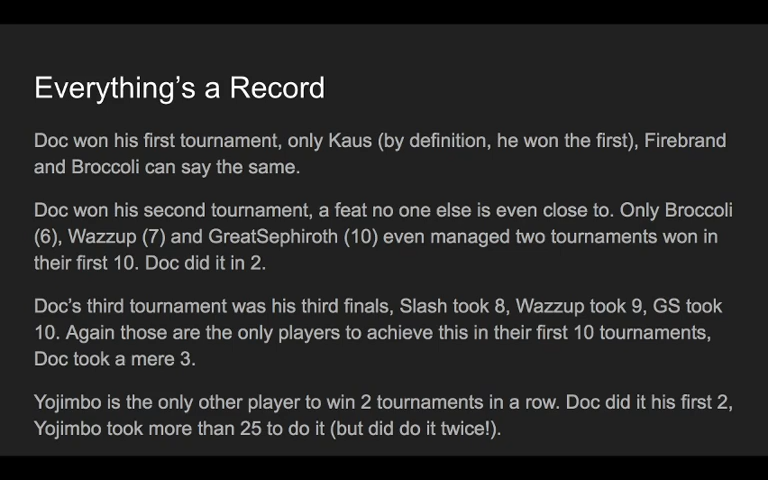 Everything's a Record
Doc won his first tournament, only Kaus (by definition, he won the first), Firebrand
and Broccoli can say the same.
Doc won his second tournament, a feat no one else is even close to. Only Broccoli
(6), Wazzup (7) and GreatSephiroth (10) even managed two tournaments won in
their first 10. Doc did it in 2.
Doc's third tournament was his third finals, Slash took 8, Wazzup took 9, GS took
10. Again those are the only players to achieve this in their first 10 tournaments,
Doc took a mere 3.
Yojimbo is the only other player to win 2 tournaments in a row. Doc did it his first 2,
Yojimbo took more than 25 to do it (but did do it twice!).